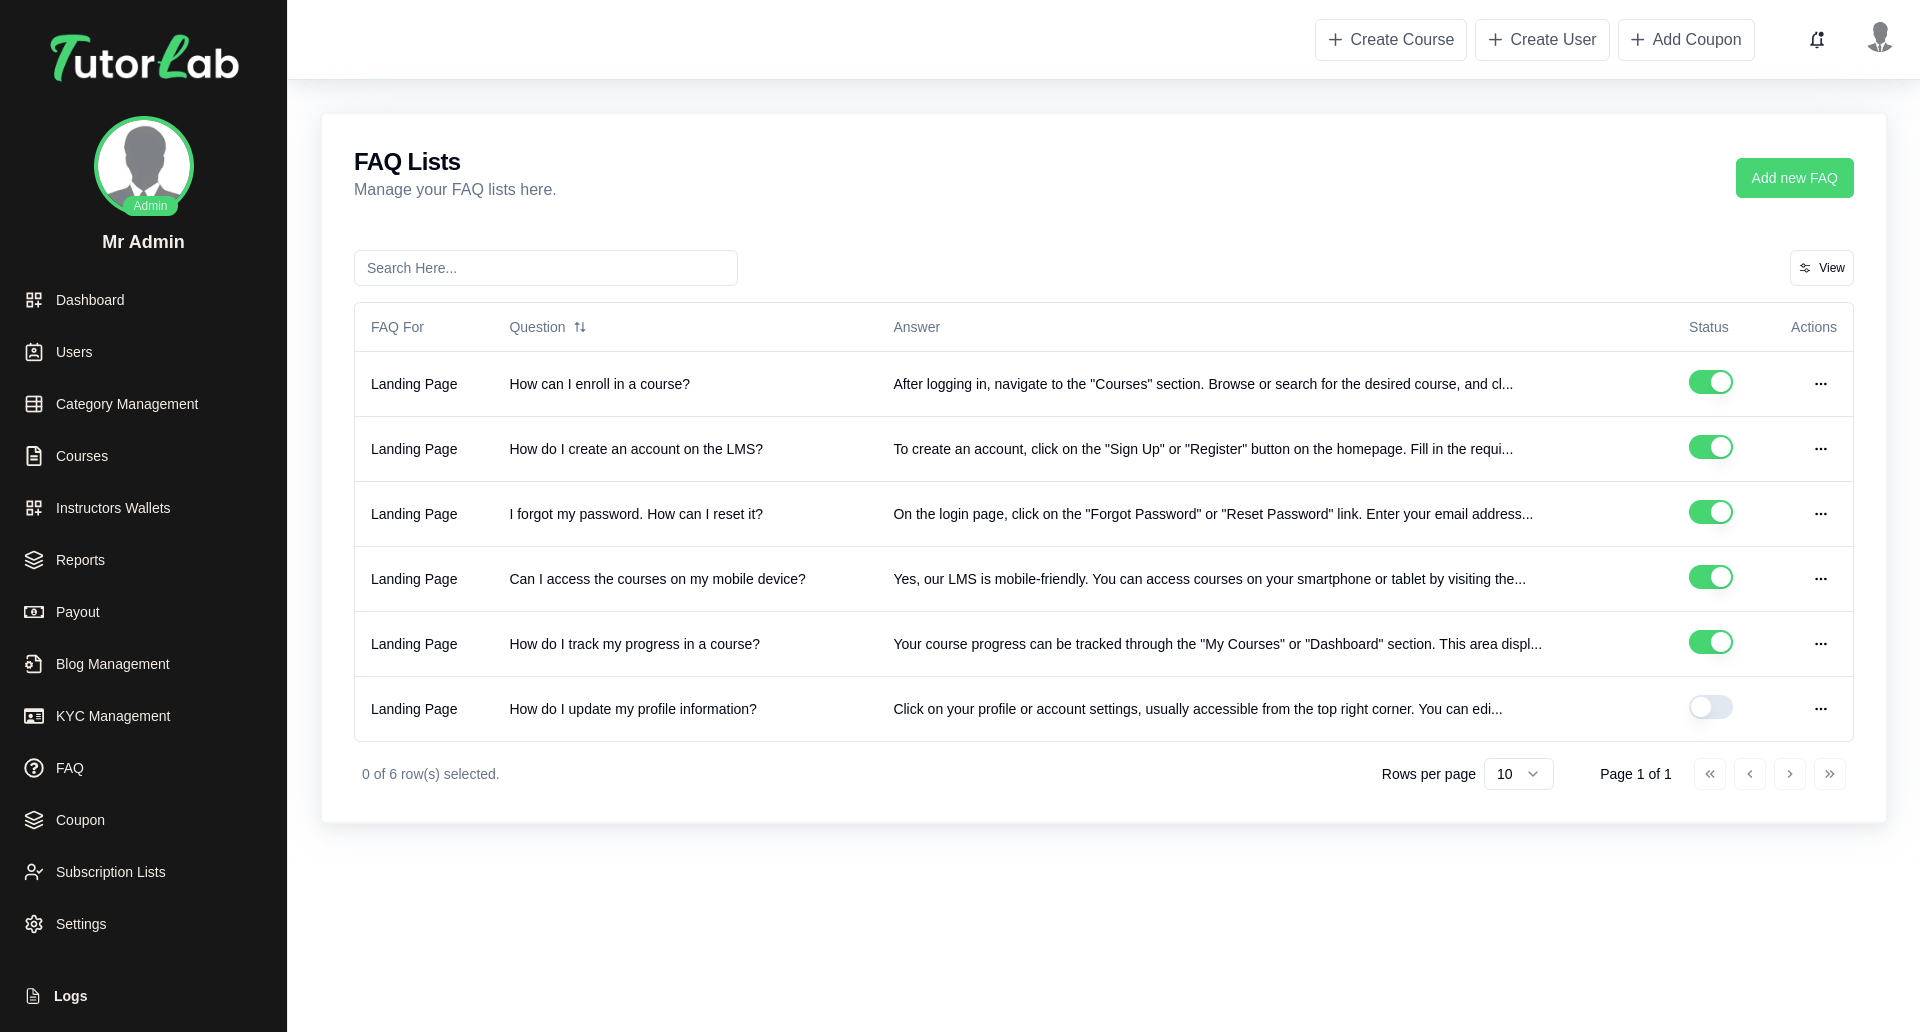 TutorLab
Admin
Mr Admin
Dashboard
Users
Category Management
Courses
Instructors Wallets
Reports
Payout
Blog Management
KYC Management
FAQ
Coupon
Subscription Lists
Settings
Logs
Create Course
Create User
Add Coupon
FAQ Lists
Manage your FAQ lists here.
Add new FAQ
Search Here...
View
FAQ For Question Answer Status Actions
Landing Page How can I enroll in a course? After logging in, navigate to the "Courses" section. Browse or search for the desired course, and cl...
Landing Page How do I create an account on the LMS? To create an account, click on the "Sign Up" or "Register" button on the homepage. Fill in the requi...
Landing Page I forgot my password. How can I reset it? On the login page, click on the "Forgot Password" or "Reset Password" link. Enter your email address...
Landing Page Can I access the courses on my mobile device? Yes, our LMS is mobile-friendly. You can access courses on your smartphone or tablet by visiting the...
Landing Page How do I track my progress in a course? Your course progress can be tracked through the "My Courses" or "Dashboard" section. This area displ...
Landing Page How do I update my profile information? Click on your profile or account settings, usually accessible from the top right corner. You can edi...
0 of 6 row(s) selected.
Rows per page 10
Page 1 of 1